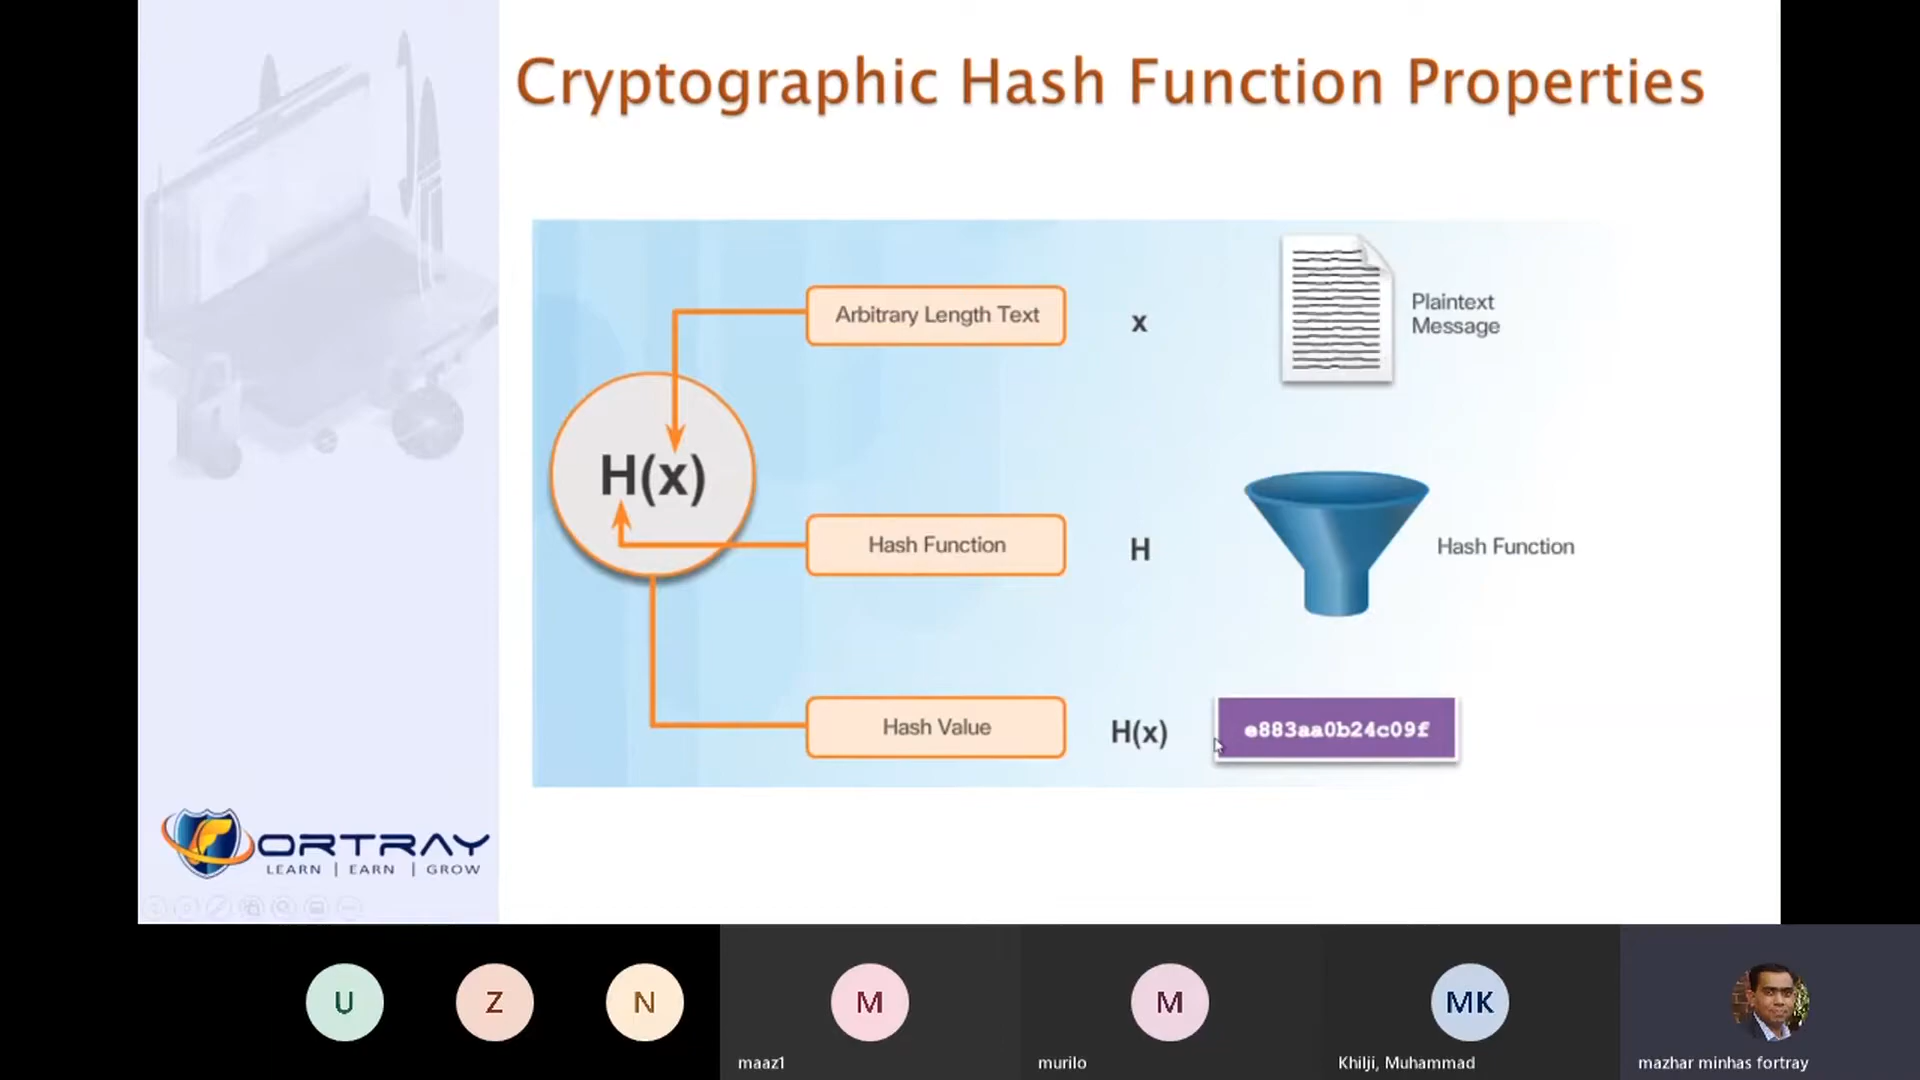 Cryptographic Hash Function Properties
Arbitrary Length Text
x
Plaintext
Message
H(x)
Hash Function
H
Hash Function
Hash Value
H(x)
e883aa0b24c09f
ORTRAY
LEARN | EARN | GROW
U
Z
N
M
maaz1
M
murilo
MK
Khilji, Muhammad
mazhar minhas fortray